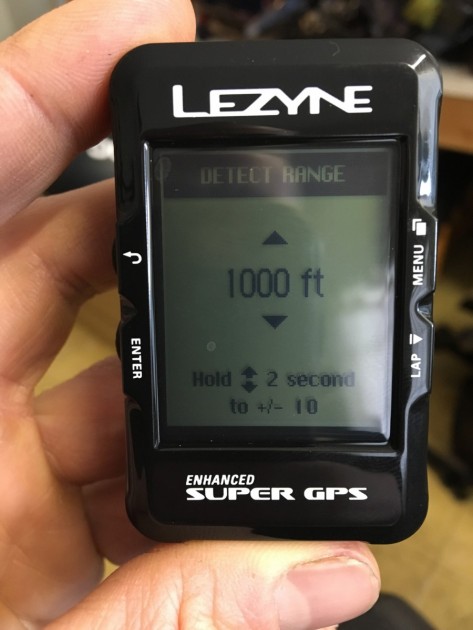 LEZYNE
DETECT RANGE
1000 ft
Hold 2 second
to +/- 10
MENU
LAP
ENTER
ENHANCED
SUPER GPS